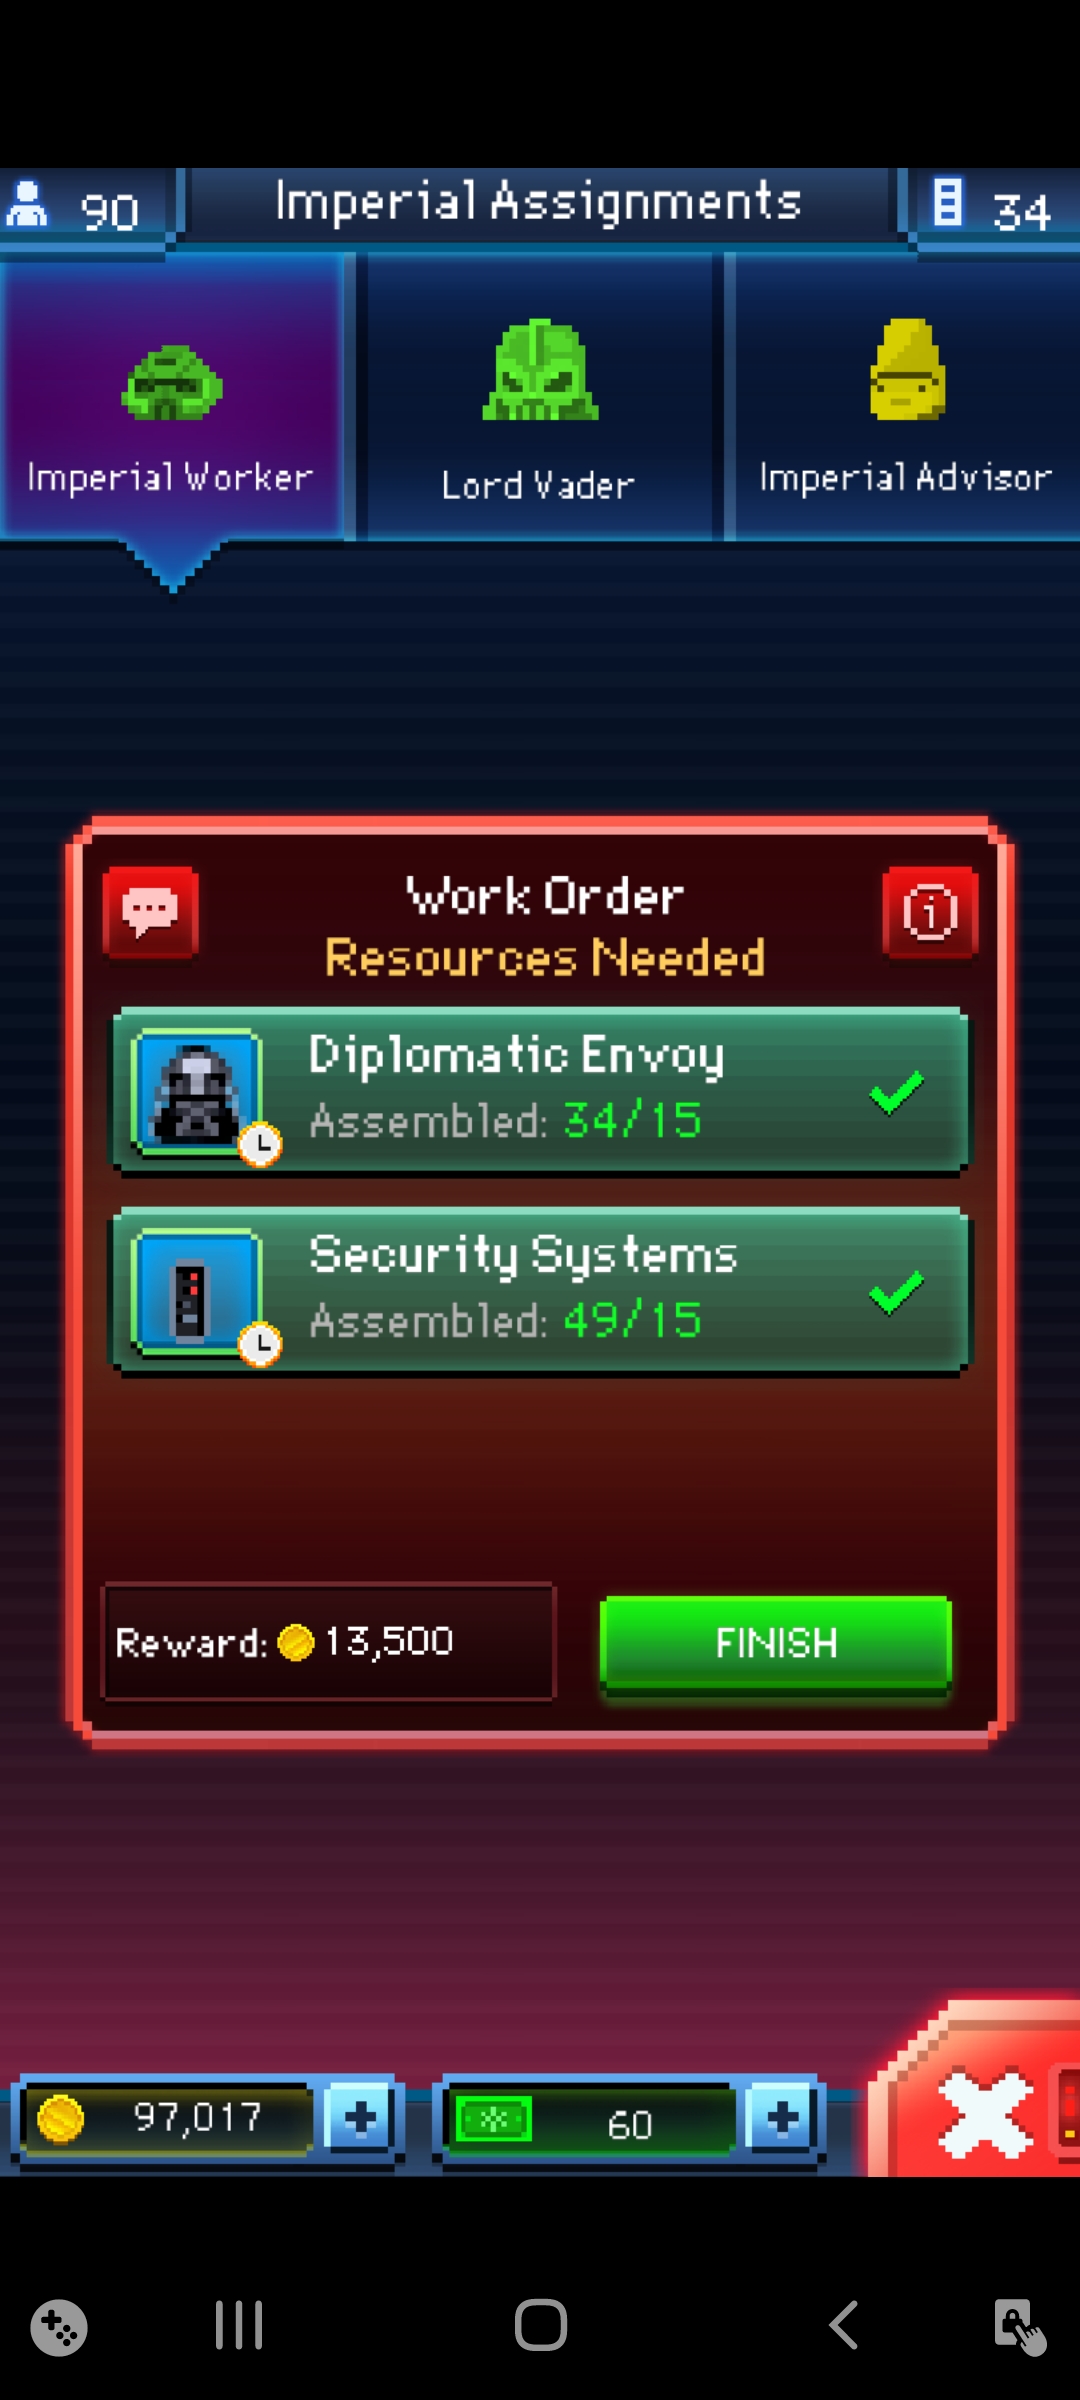 90
Imperial Assignments
34
Imperial Worker
Lord Vader
Imperial Advisor
Work Order
Resources Needed
Diplomatic Envoy
Assembled: 34/15
Security Systems
Assembled: 49/15
Reward: 13,500
FINISH
97,017
60